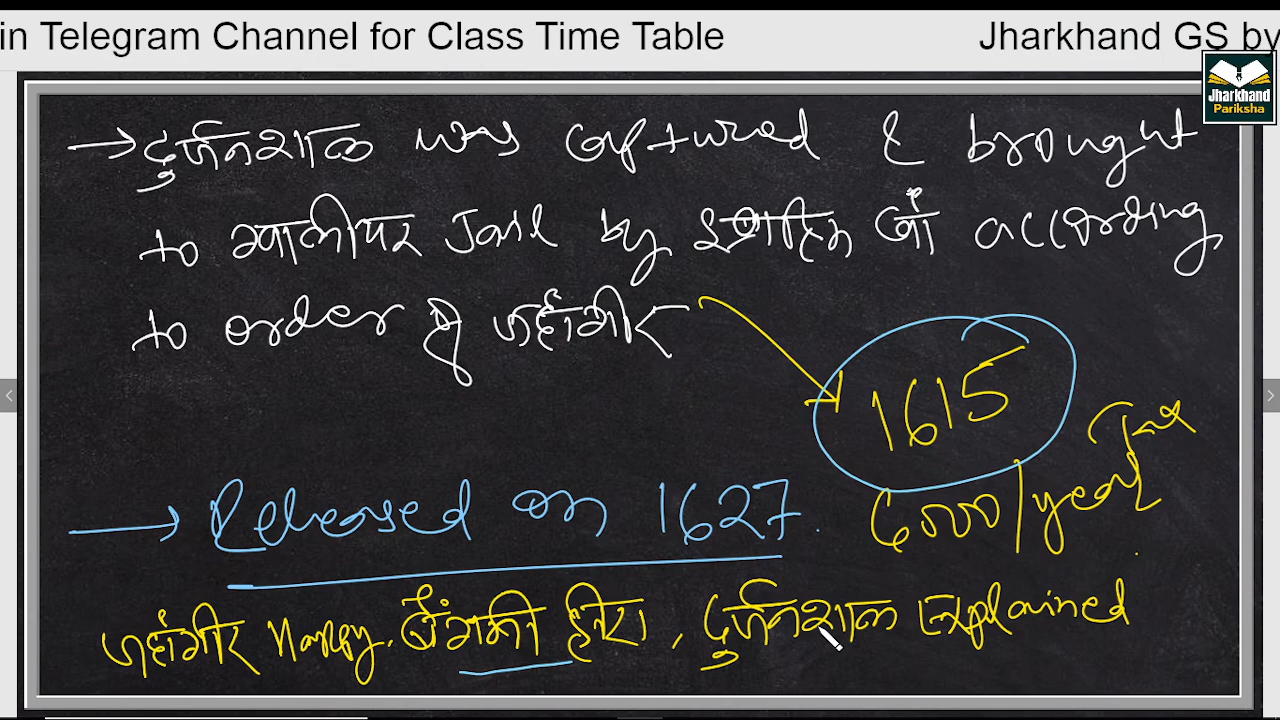 in Telegram Channel for Class Time Table
Jharkhand GS by
Jharkhand
Pariksha
→ दुर्जनशाल was captured & brought
to ग्वालीयर Jail by इब्राहिम खाँ according
to order of जहाँगीर
1615
→ Released on 1627. 6000/year Tax
जहाँगीर happy. हीरा, दुर्जनशाल Explained